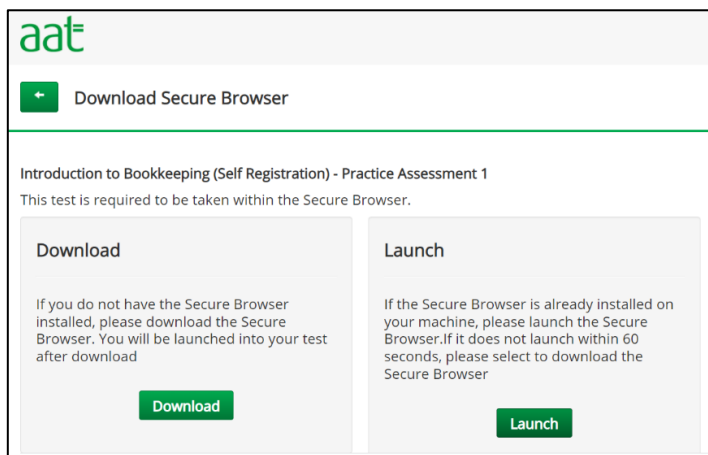 aat
Download Secure Browser
Introduction to Bookkeeping (Self Registration) - Practice Assessment 1
This test is required to be taken within the Secure Browser.
Download
If you do not have the Secure Browser
installed, please download the Secure
Browser. You will be launched into your test
after download
Download
Launch
If the Secure Browser is already installed on
your machine, please launch the Secure
Browser.If it does not launch within 60
seconds, please select to download the
Secure Browser
Launch